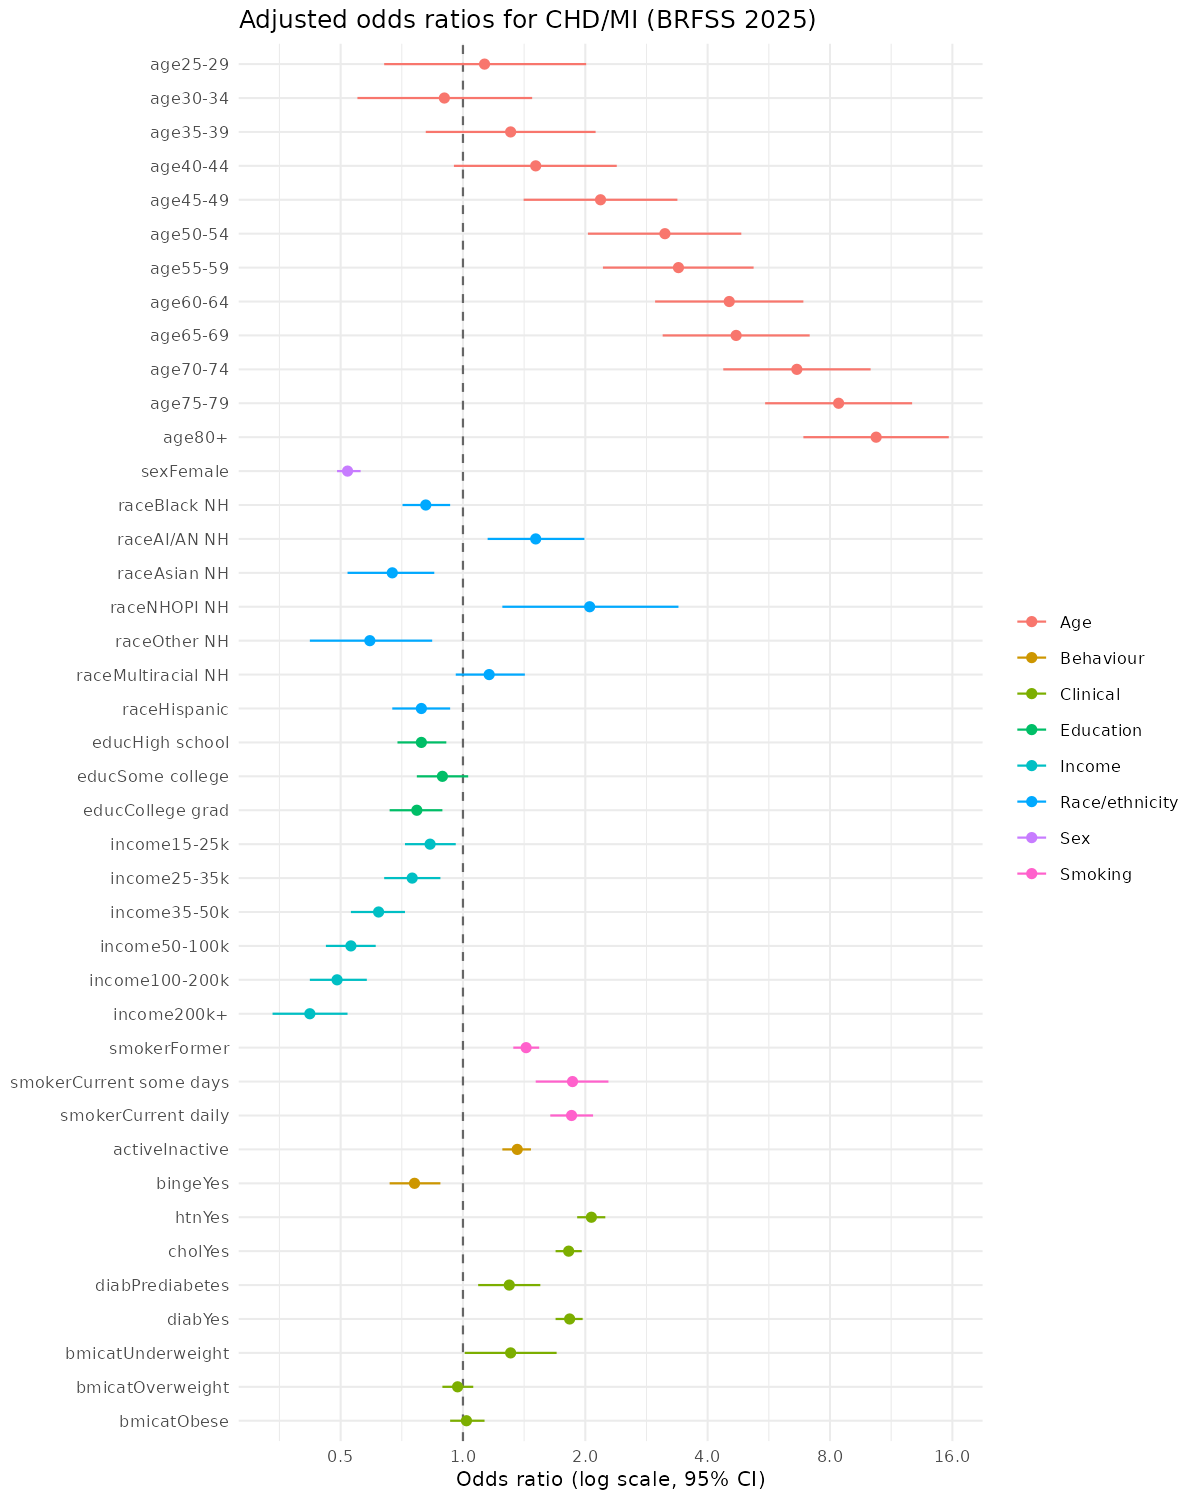 Adjusted odds ratios for CHD/MI (BRFSS 2025)
age25-29
age30-34
age35-39
age40-44
age45-49
age50-54
age55-59
age60-64
age65-69
age70-74
age75-79
age80+
sexFemale
raceBlack NH
raceAI/AN NH
raceAsian NH
raceNHOPI NH
raceOther NH
raceMultiracial NH
raceHispanic
educHigh school
educSome college
educCollege grad
income15-25k
income25-35k
income35-50k
income50-100k
income100-200k
income200k+
smokerFormer
smokerCurrent some days
smokerCurrent daily
activeInactive
bingeYes
htnYes
cholYes
diabPrediabetes
diabYes
bmicatUnderweight
bmicatOverweight
bmicatObese
0.5 1.0 2.0 4.0 8.0 16.0
Odds ratio (log scale, 95% CI)
Age
Behaviour
Clinical
Education
Income
Race/ethnicity
Sex
Smoking